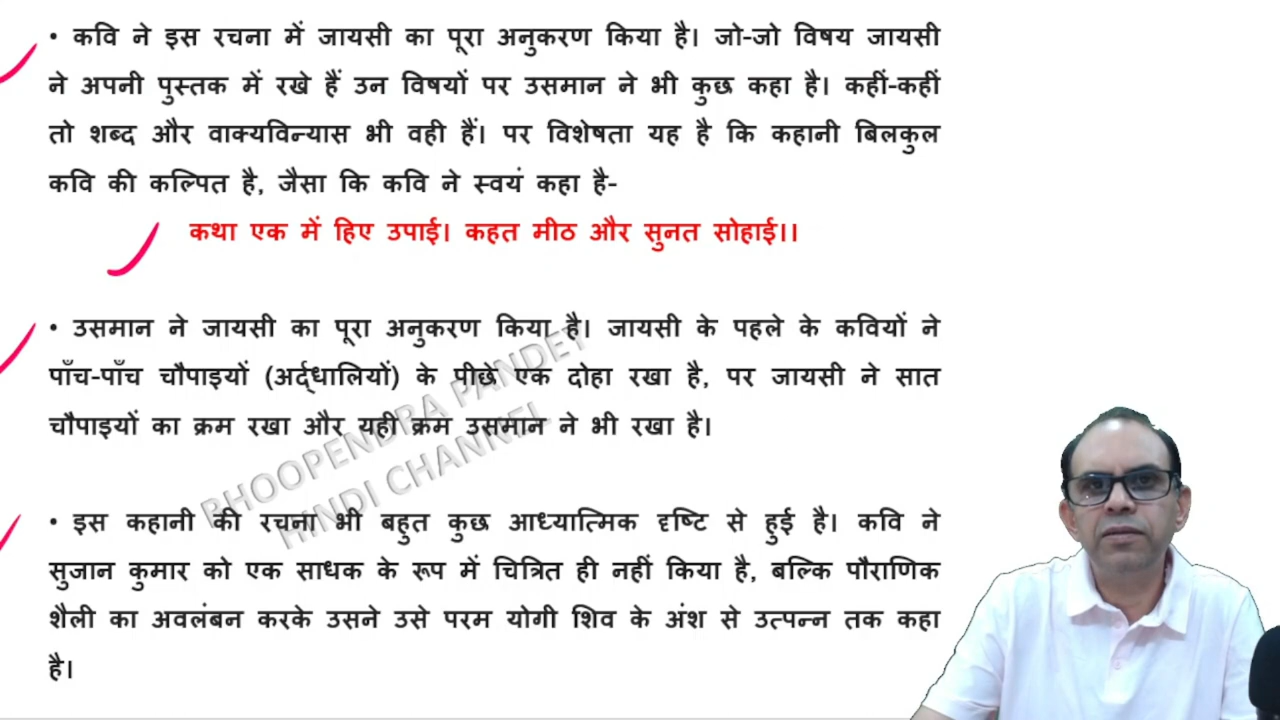 • कवि ने इस रचना में जायसी का पूरा अनुकरण किया है। जो-जो विषय जायसी
ने अपनी पुस्तक में रखे हैं उन विषयों पर उसमान ने भी कुछ कहा है। कहीं-कहीं
तो शब्द और वाक्यविन्यास भी वही हैं। पर विशेषता यह है कि कहानी बिलकुल
कवि की कल्पित है, जैसा कि कवि ने स्वयं कहा है-
कथा एक में हिए उपाई। कहत मीठ और सुनत सोहाई।।
• उसमान ने जायसी का पूरा अनुकरण किया है। जायसी के पहले के कवियों ने
पाँच-पाँच चौपाइयों (अर्द्धालियों) के पीछे एक दोहा रखा है, पर जायसी ने सात
चौपाइयों का क्रम रखा और यही क्रम उसमान ने भी रखा है।
BHOOPENDRA PANDEY
HINDI CHANNEL
• इस कहानी की रचना भी बहुत कुछ आध्यात्मिक दृष्टि से हुई है। कवि ने
सुजान कुमार को एक साधक के रूप में चित्रित ही नहीं किया है, बल्कि पौराणिक
शैली का अवलंबन करके उसने उसे परम योगी शिव के अंश से उत्पन्न तक कहा
है।